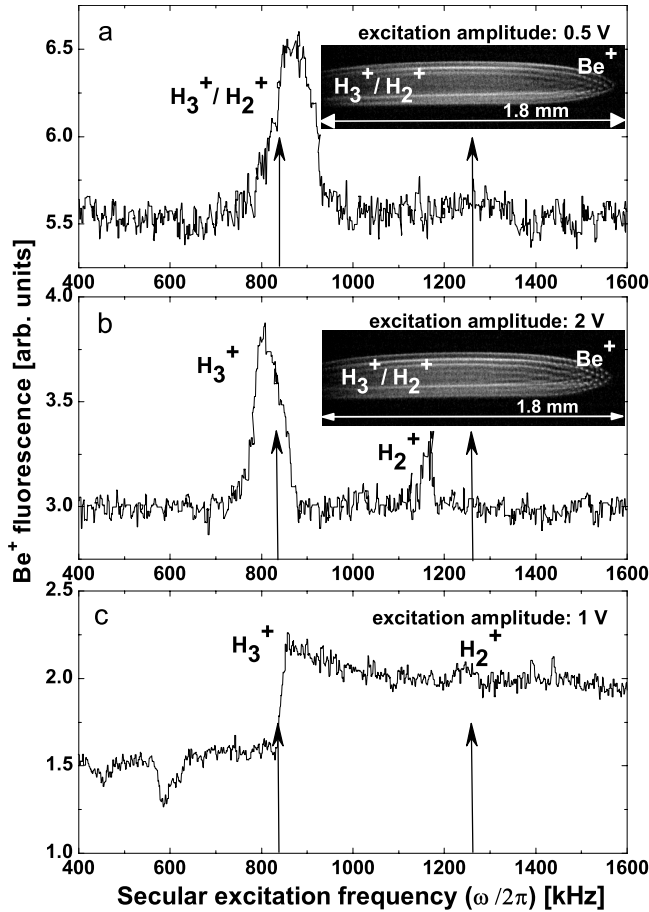 a
excitation amplitude: 0.5 V
6.5
6.0
5.5
H3+/ H2+
H3+/ H2+
Be+
1.8 mm
400 600 800 1000 1200 1400 1600
b
excitation amplitude: 2 V
4.0
3.5
3.0
H3+
H2+
H3+/ H2+
Be+
1.8 mm
400 600 800 1000 1200 1400 1600
c
excitation amplitude: 1 V
2.5
2.0
1.5
1.0
H3+
H2+
400 600 800 1000 1200 1400 1600
Be+ fluorescence [arb. units]
Secular excitation frequency (ω/2π) [kHz]